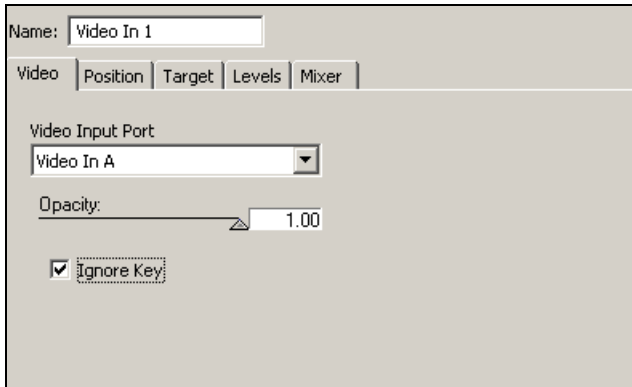 Name: Video In 1
Video Position Target Levels Mixer
Video Input Port
Video In A
Opacity: 1.00
Ignore Key